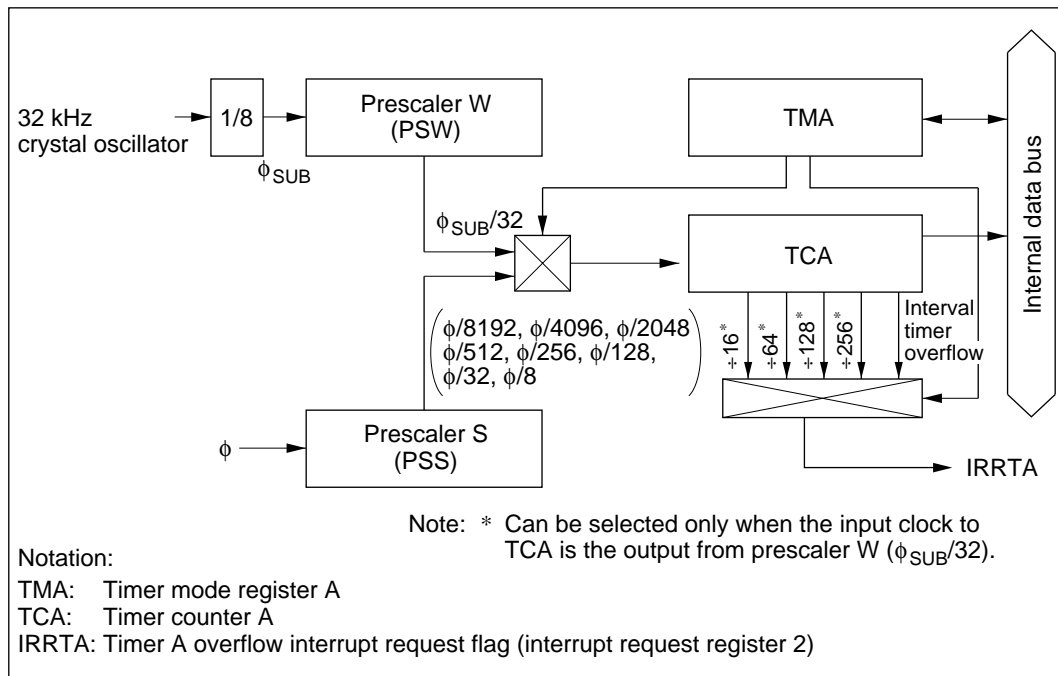 32 kHz
crystal oscillator
1/8
ϕSUB
Prescaler W
(PSW)
TMA
Internal data bus
ϕSUB/32
TCA
ϕ/8192, ϕ/4096, ϕ/2048
ϕ/512, ϕ/256, ϕ/128,
ϕ/32, ϕ/8
÷16*
÷64*
÷128*
÷256*
Interval
timer
overflow
ϕ
Prescaler S
(PSS)
IRRTA
Note: * Can be selected only when the input clock to
TCA is the output from prescaler W (ϕSUB/32).
Notation:
TMA: Timer mode register A
TCA: Timer counter A
IRRTA: Timer A overflow interrupt request flag (interrupt request register 2)